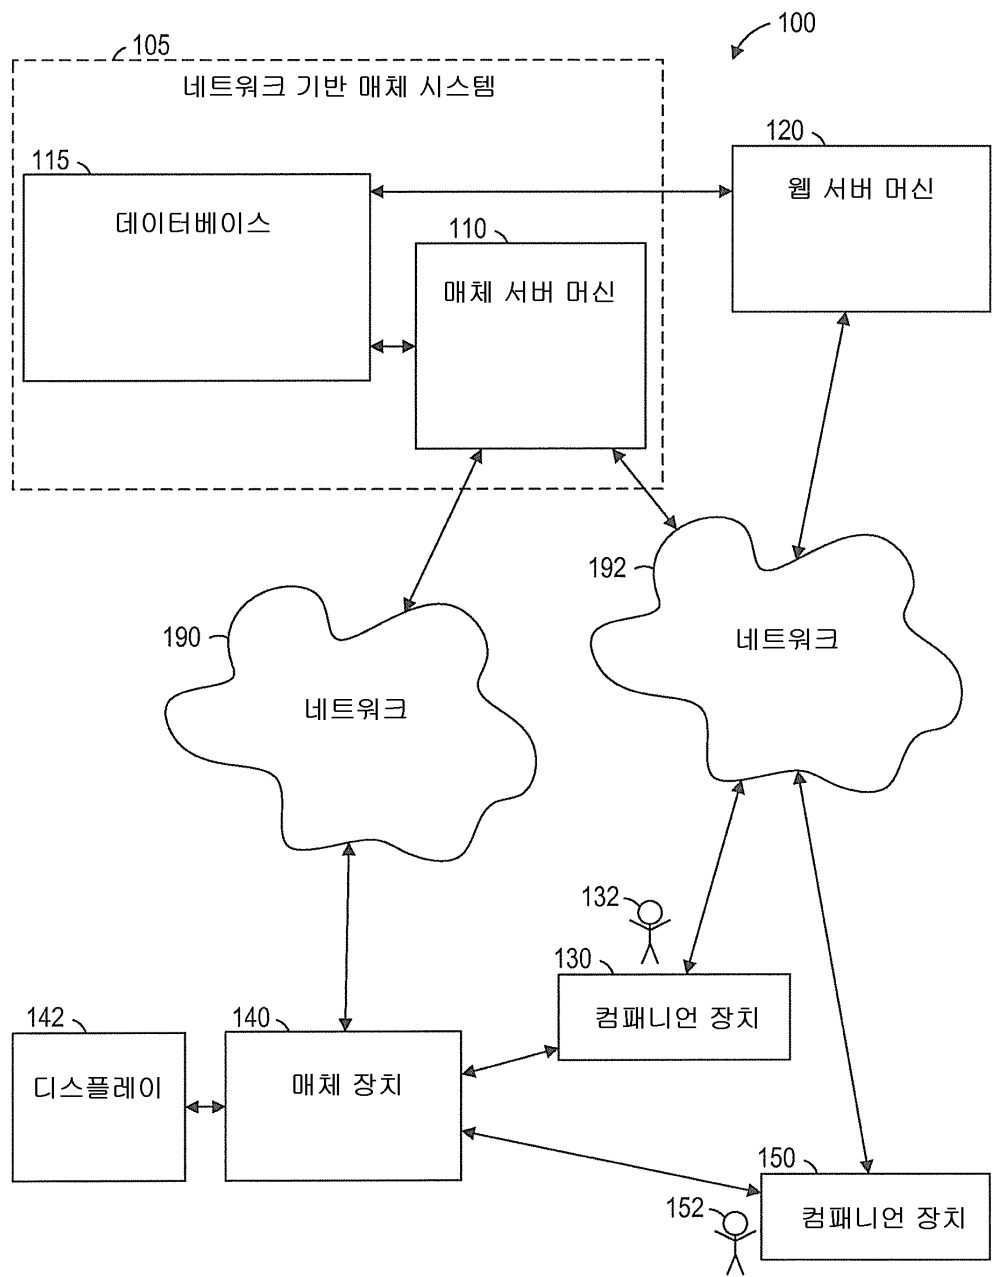 100
105
네트워크 기반 매체 시스템
120
웹 서버 머신
115
데이터베이스
110
매체 서버 머신
192
네트워크
190
네트워크
132
130
컴패니언 장치
142
디스플레이
140
매체 장치
150
컴패니언 장치
152